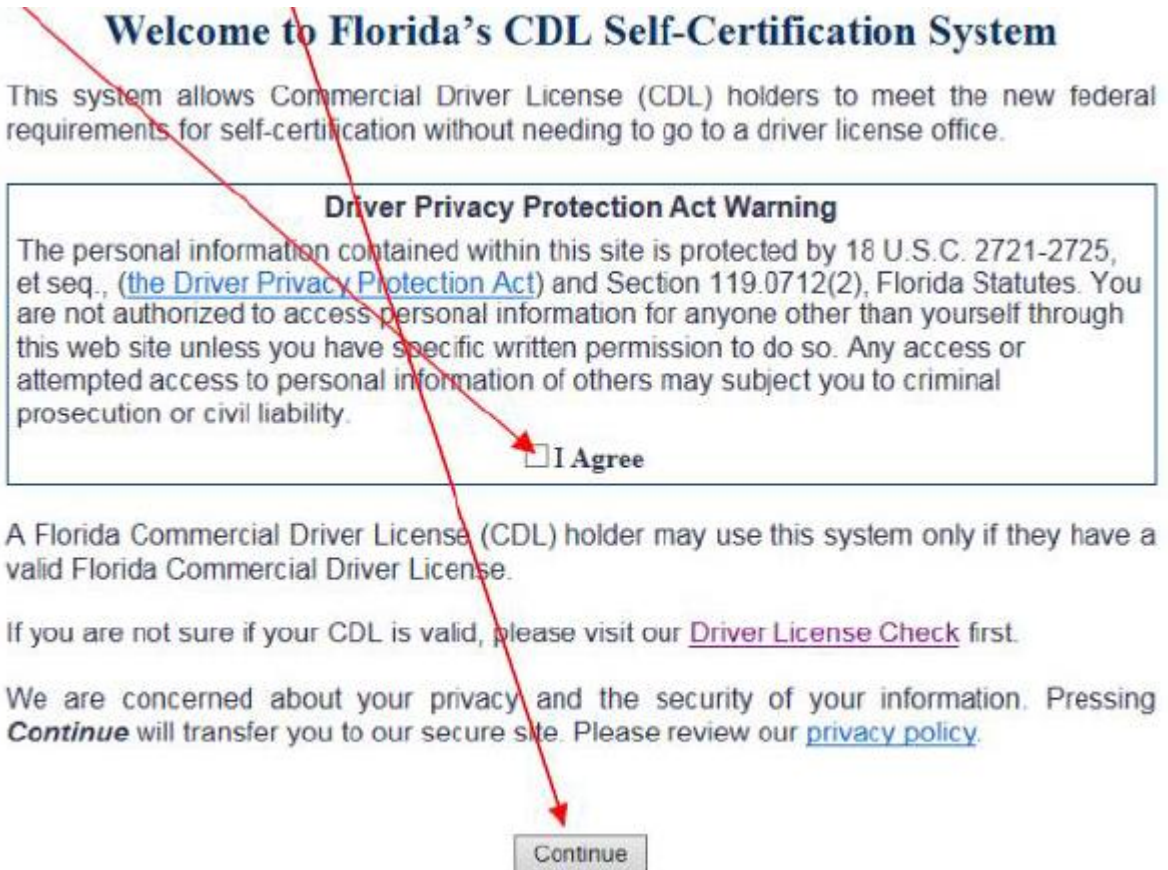 Welcome to Florida's CDL Self-Certification System
This system allows Commercial Driver License (CDL) holders to meet the new federal
requirements for self-certification without needing to go to a driver license office.
Driver Privacy Protection Act Warning
The personal information contained within this site is protected by 18 U.S.C. 2721-2725,
et seq., (the Driver Privacy Protection Act) and Section 119.0712(2), Florida Statutes. You
are not authorized to access personal information for anyone other than yourself through
this web site unless you have specific written permission to do so. Any access or
attempted access to personal information of others may subject you to criminal
prosecution or civil liability.
I Agree
A Florida Commercial Driver License (CDL) holder may use this system only if they have a
valid Florida Commercial Driver License.
If you are not sure if your CDL is valid, please visit our Driver License Check first.
We are concerned about your privacy and the security of your information. Pressing
Continue will transfer you to our secure site. Please review our privacy policy.
Continue